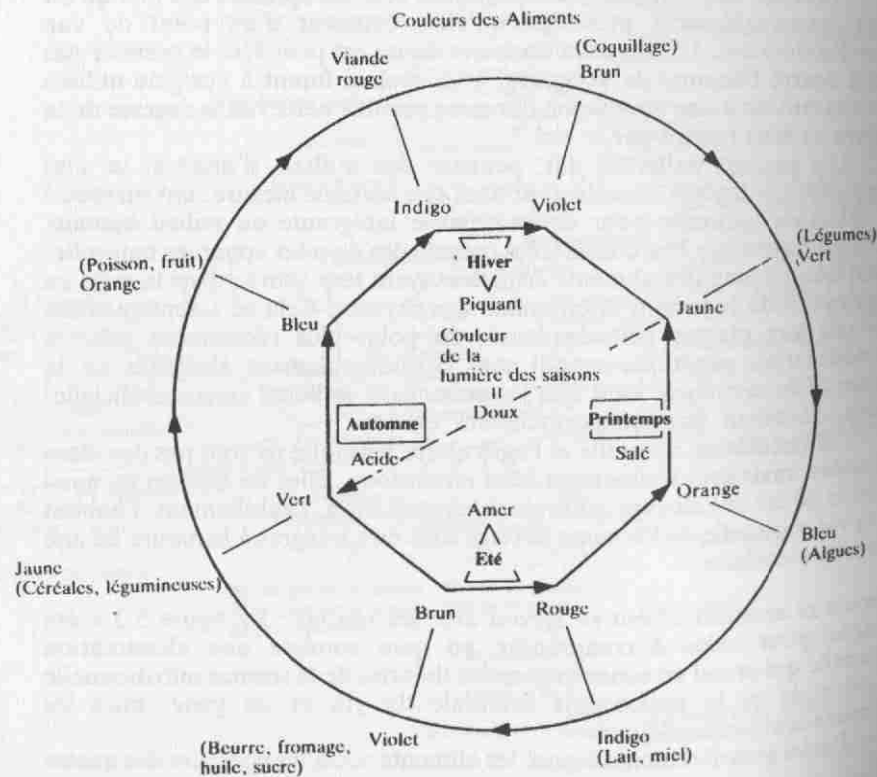 Couleurs des Aliments
Viande
rouge
(Coquillage)
Brun
Indigo
Violet
(Poisson, fruit)
Orange
Hiver
(Légumes)
Vert
Piquant
Bleu
Jaune
Couleur
de la
lumière des saisons
Doux
Automne
Printemps
Acide
Salé
Vert
Orange
Amer
Jaune
(Céréales, légumineuses)
Eté
Bleu
(Algues)
Brun
Rouge
(Beurre, fromage,
huile, sucre)
Violet
Indigo
(Lait, miel)